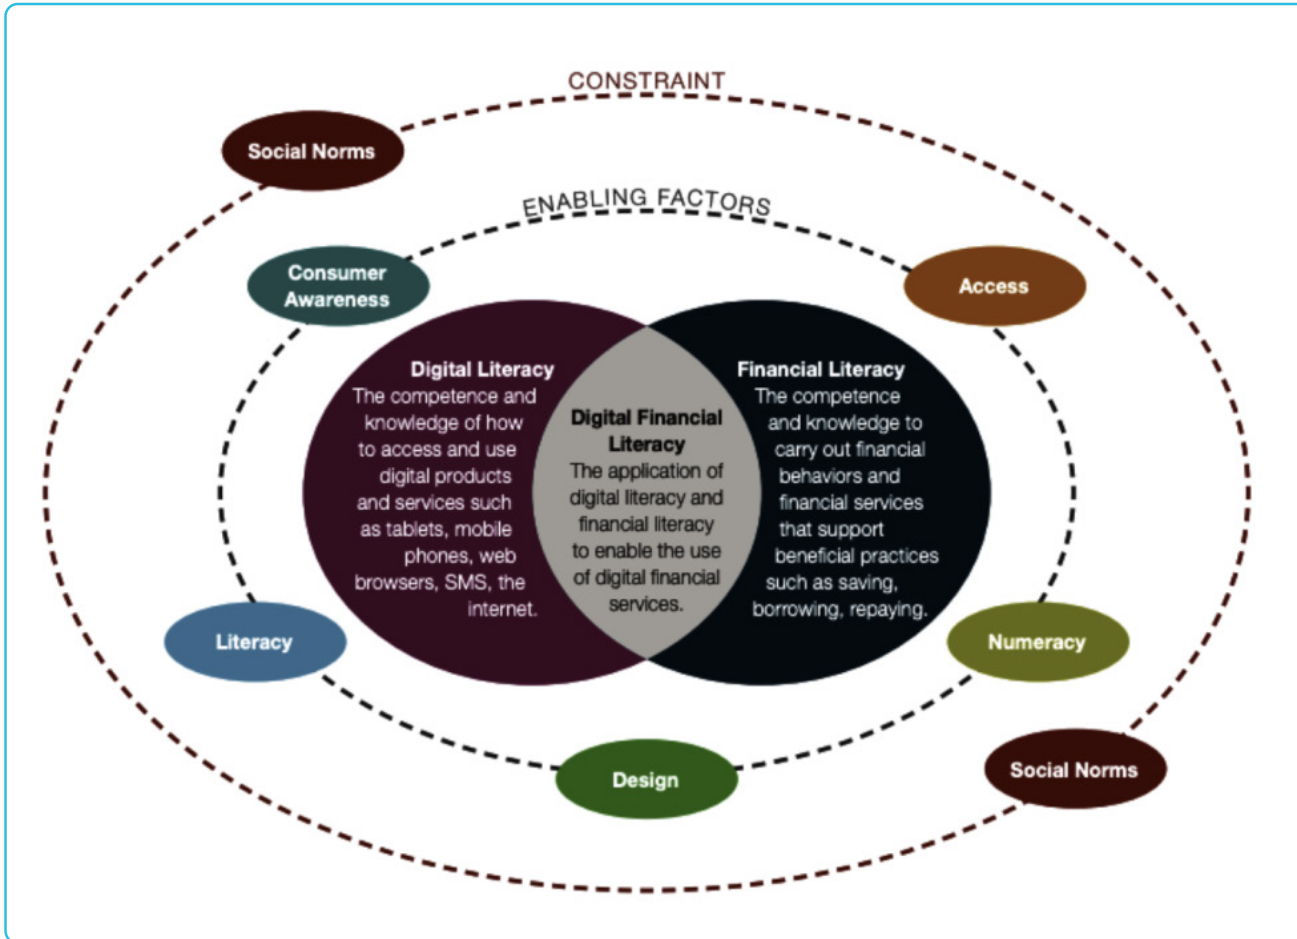 CONSTRAINT
Social Norms
ENABLING FACTORS
Consumer
Awareness
Access
Digital Literacy
The competence and
knowledge of how
to access and use
digital products
and services such
as tablets, mobile
phones, web
browsers, SMS, the
internet.
Digital Financial
Literacy
The application of
digital literacy and
financial literacy
to enable the use
of digital financial
services.
Financial Literacy
The competence
and knowledge to
carry out financial
behaviors and
financial services
that support
beneficial practices
such as saving,
borrowing, repaying.
Literacy
Numeracy
Design
Social Norms